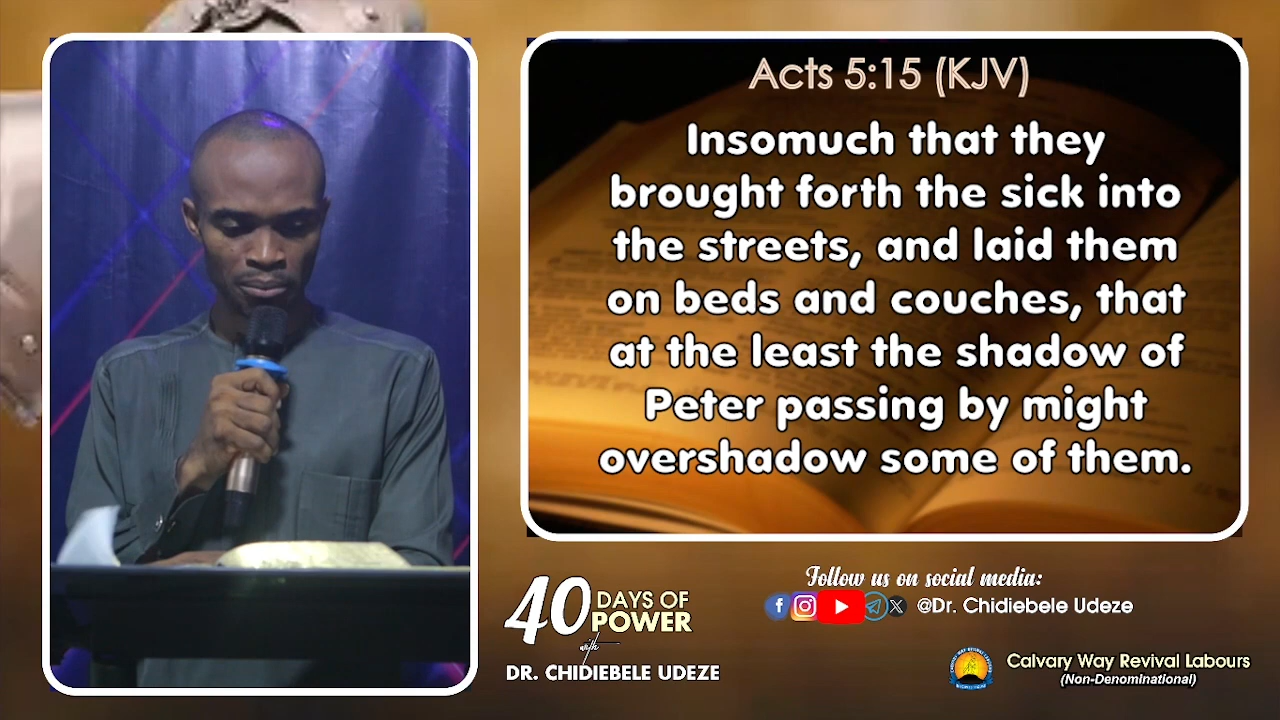 Acts 5:15 (KJV)
Insomuch that they
brought forth the sick into
the streets, and laid them
on beds and couches, that
at the least the shadow of
Peter passing by might
overshadow some of them.
40 DAYS OF
POWER
with
DR. CHIDIEBELE UDEZE
Follow us on social media:
@Dr. Chidiebele Udeze
Calvary Way Revival Labours
(Non-Denominational)